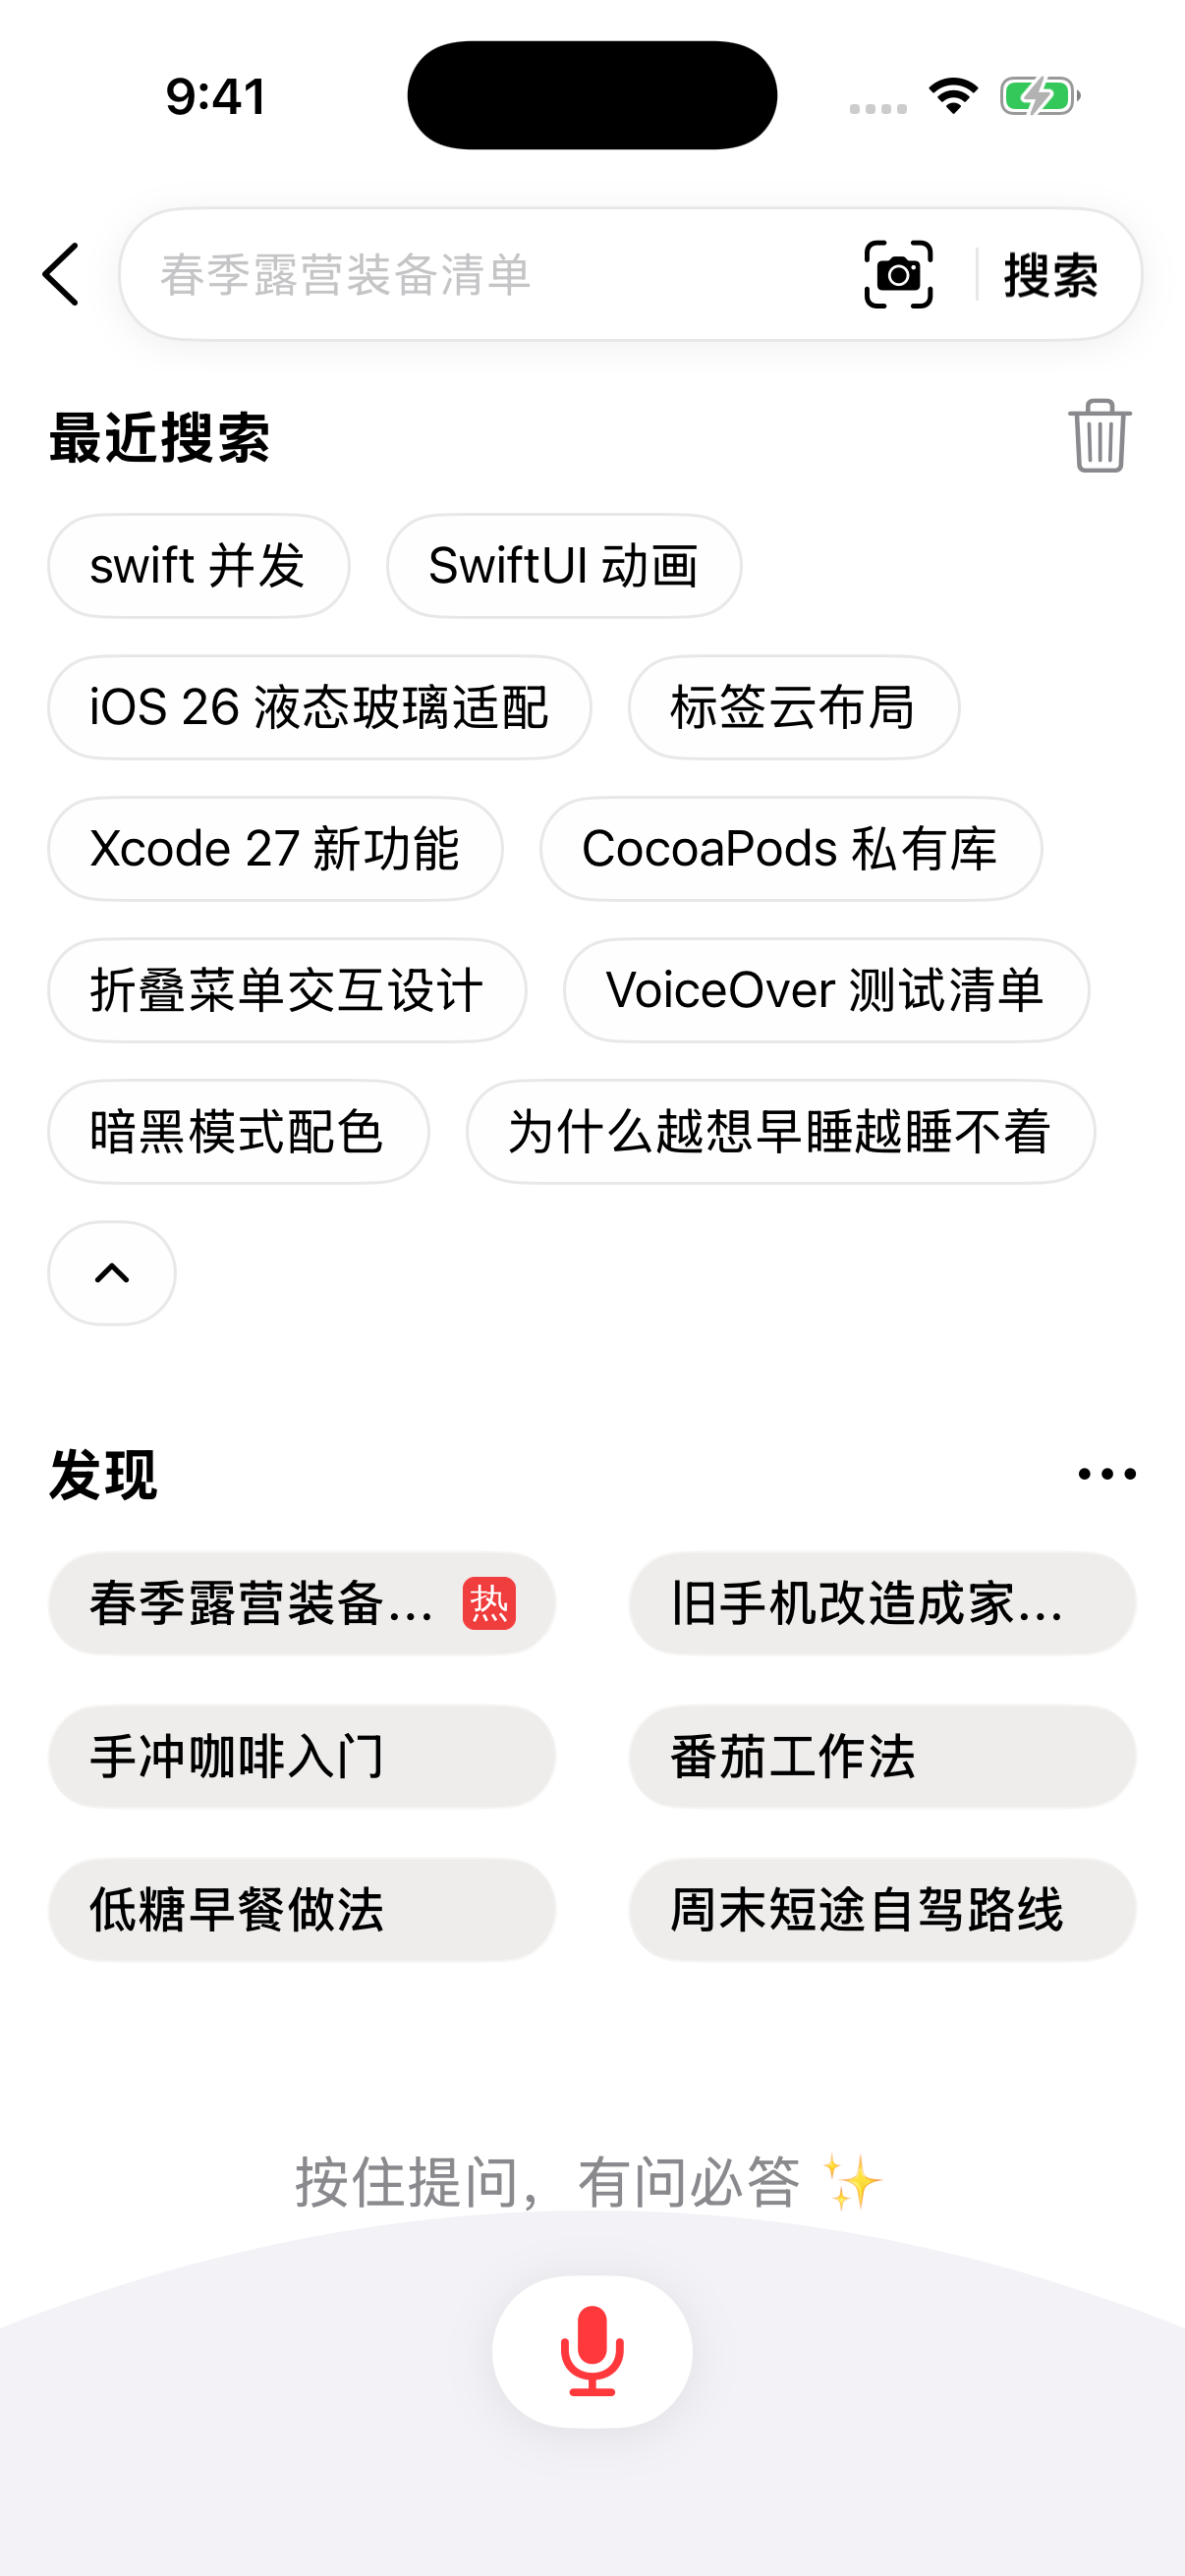 9:41
春季露营装备清单
搜索
最近搜索
swift 并发
SwiftUI 动画
iOS 26 液态玻璃适配
标签云布局
Xcode 27 新功能
CocoaPods 私有库
折叠菜单交互设计
VoiceOver 测试清单
暗黑模式配色
为什么越想早睡越睡不着
发现
春季露营装备... 热
旧手机改造成家...
手冲咖啡入门
番茄工作法
低糖早餐做法
周末短途自驾路线
按住提问，有问必答 ✨